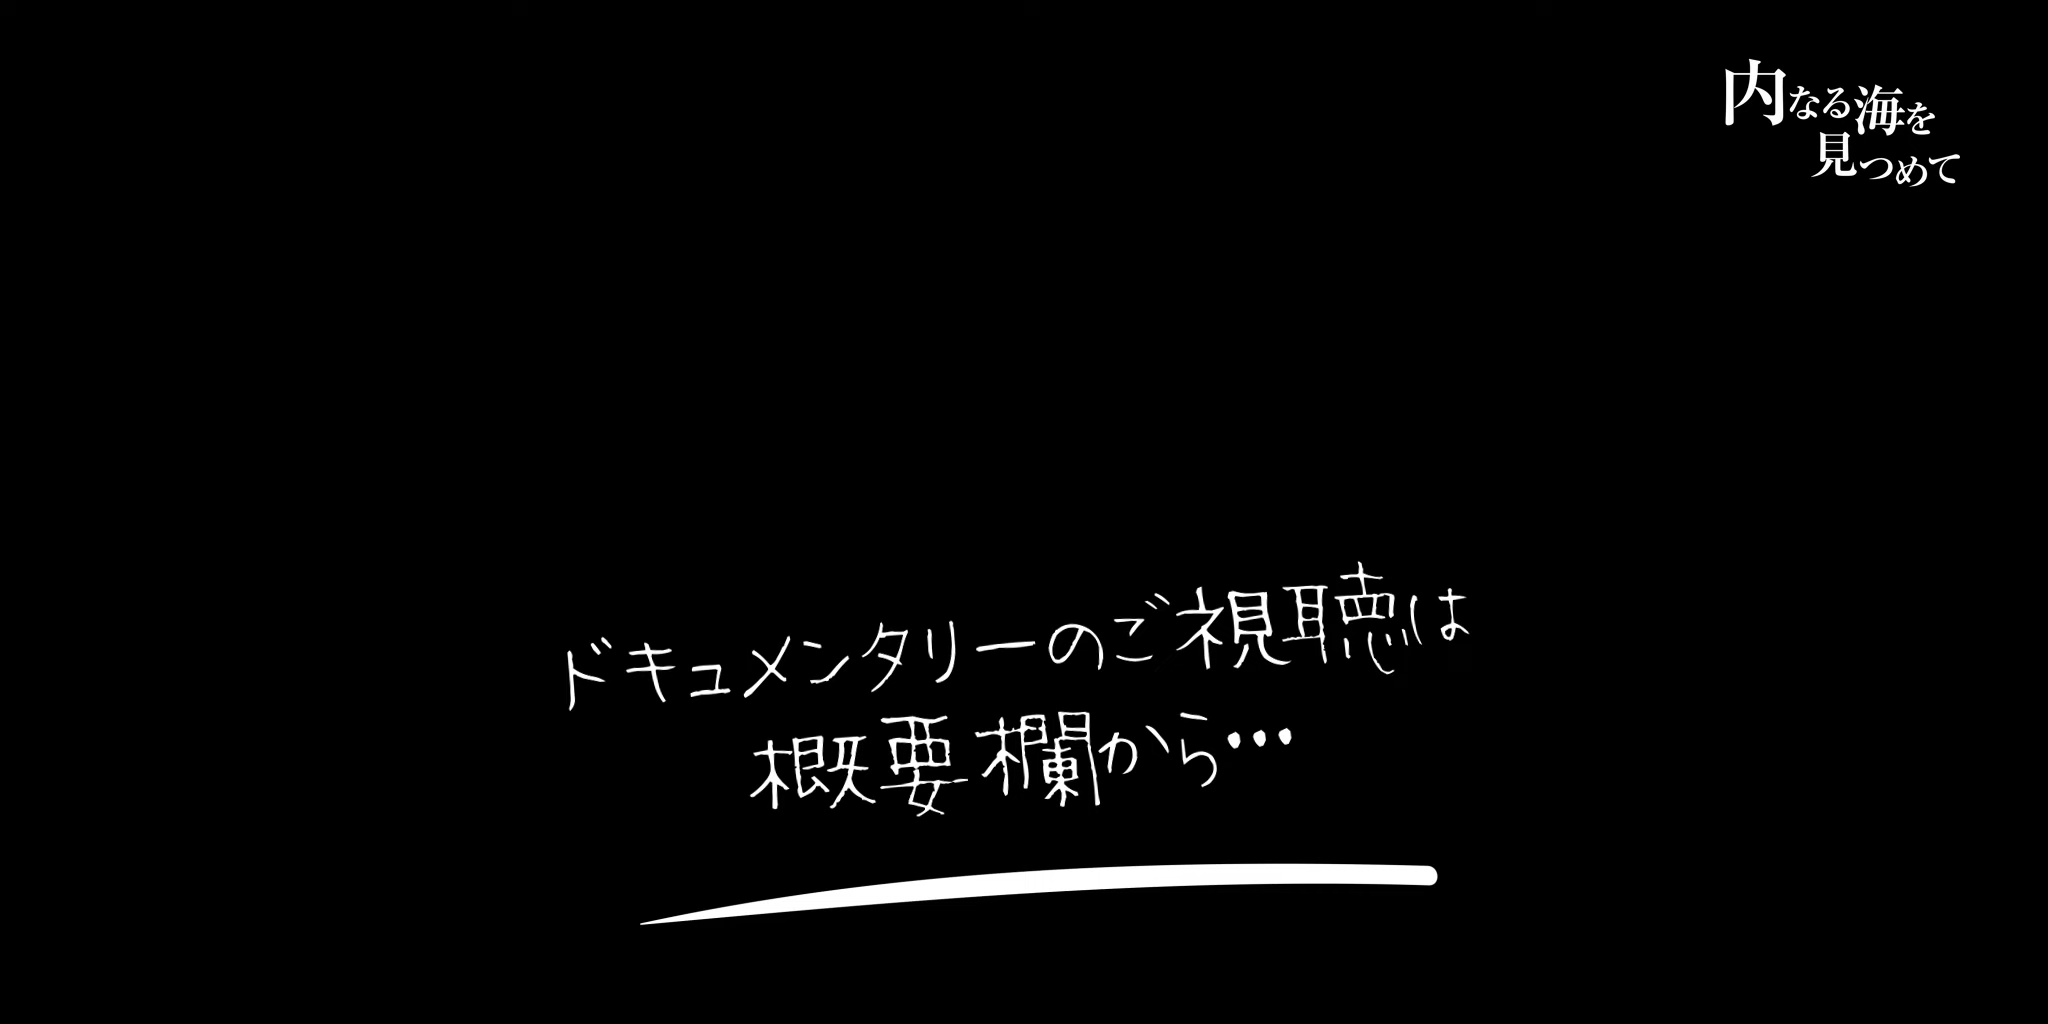 内なる海を
見つめて
ドキュメンタリーのご視聴は
概要欄から…